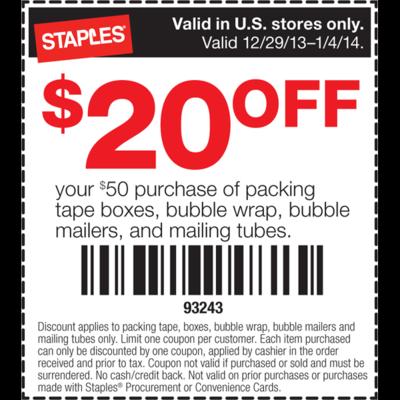 STAPLES
Valid in U.S. stores only.
Valid 12/29/13–1/4/14.
$20 OFF
your $50 purchase of packing
tape boxes, bubble wrap, bubble
mailers, and mailing tubes.
93243
Discount applies to packing tape, boxes, bubble wrap, bubble mailers and
mailing tubes only. Limit one coupon per customer. Each item purchased
can only be discounted by one coupon, applied by cashier in the order
received and prior to tax. Coupon not valid if purchased or sold and must be
surrendered. No cash/credit back. Not valid on prior purchases or purchases
made with Staples® Procurement or Convenience Cards.